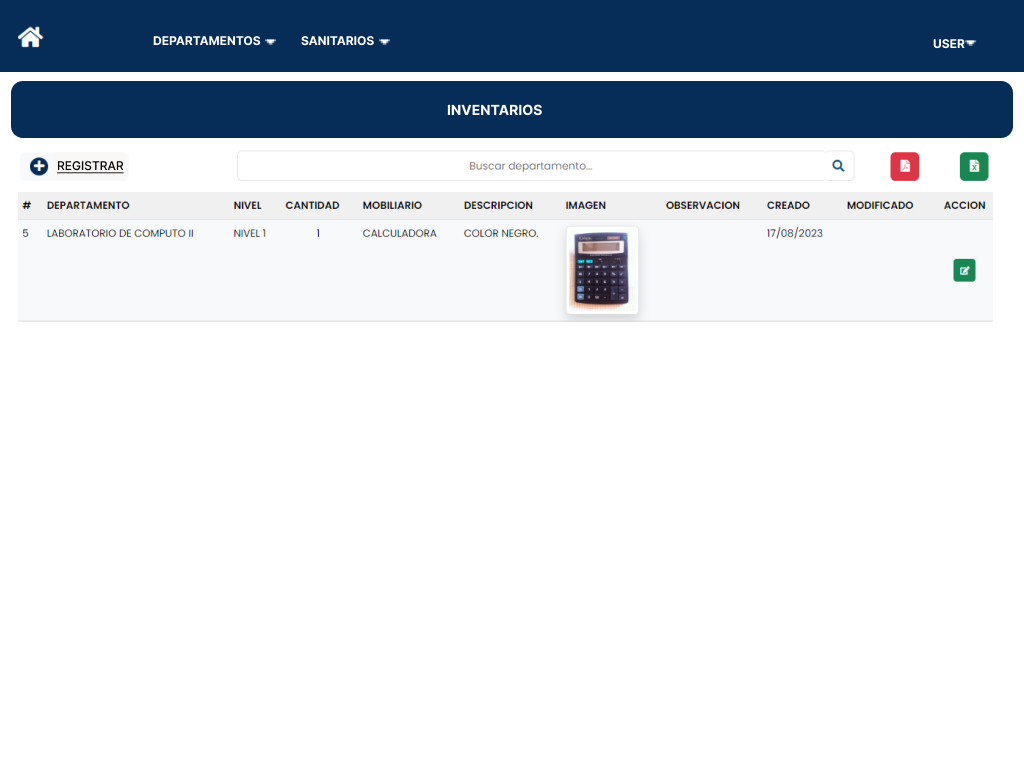 DEPARTAMENTOS SANITARIOS USER
INVENTARIOS
REGISTRAR Buscar departamento...
# DEPARTAMENTO NIVEL CANTIDAD MOBILIARIO DESCRIPCION IMAGEN OBSERVACION CREADO MODIFICADO ACCION
5 LABORATORIO DE COMPUTO II NIVEL 1 1 CALCULADORA COLOR NEGRO. 17/08/2023